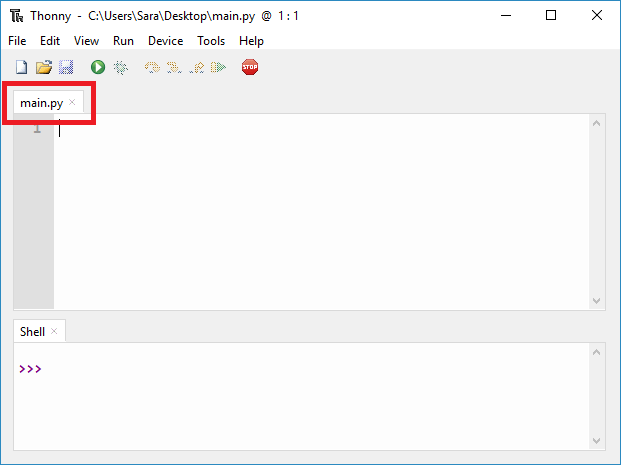 Thonny - C:\Users\Sara\Desktop\main.py @ 1 : 1
File Edit View Run Device Tools Help
STOP
main.py
1
Shell
>>>